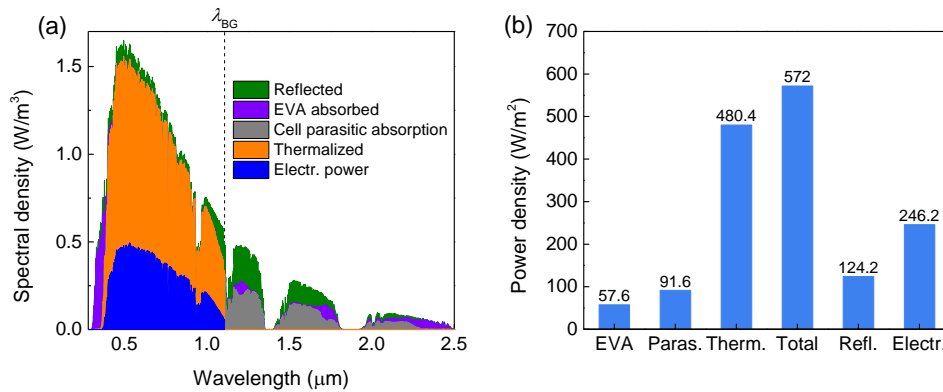 (a)
λBG
Spectral density (W/m³)
1.5
1.0
0.5
0.0
Reflected
EVA absorbed
Cell parasitic absorption
Thermalized
Electr. power
0.5 1.0 1.5 2.0 2.5
Wavelength (μm)
(b)
Power density (W/m²)
700
600
500
400
300
200
100
0
57.6
91.6
480.4
572
124.2
246.2
EVA Paras. Therm. Total Refl. Electr.